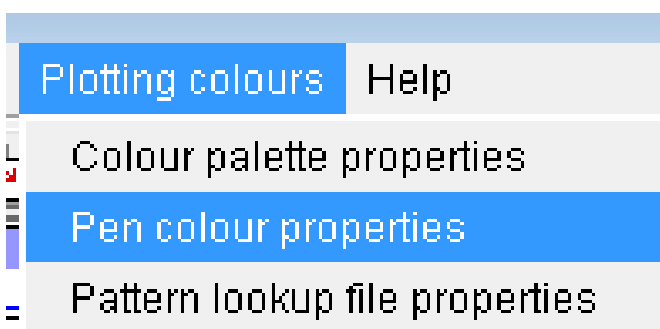 Plotting colours Help
Colour palette properties
Pen colour properties
Pattern lookup file properties